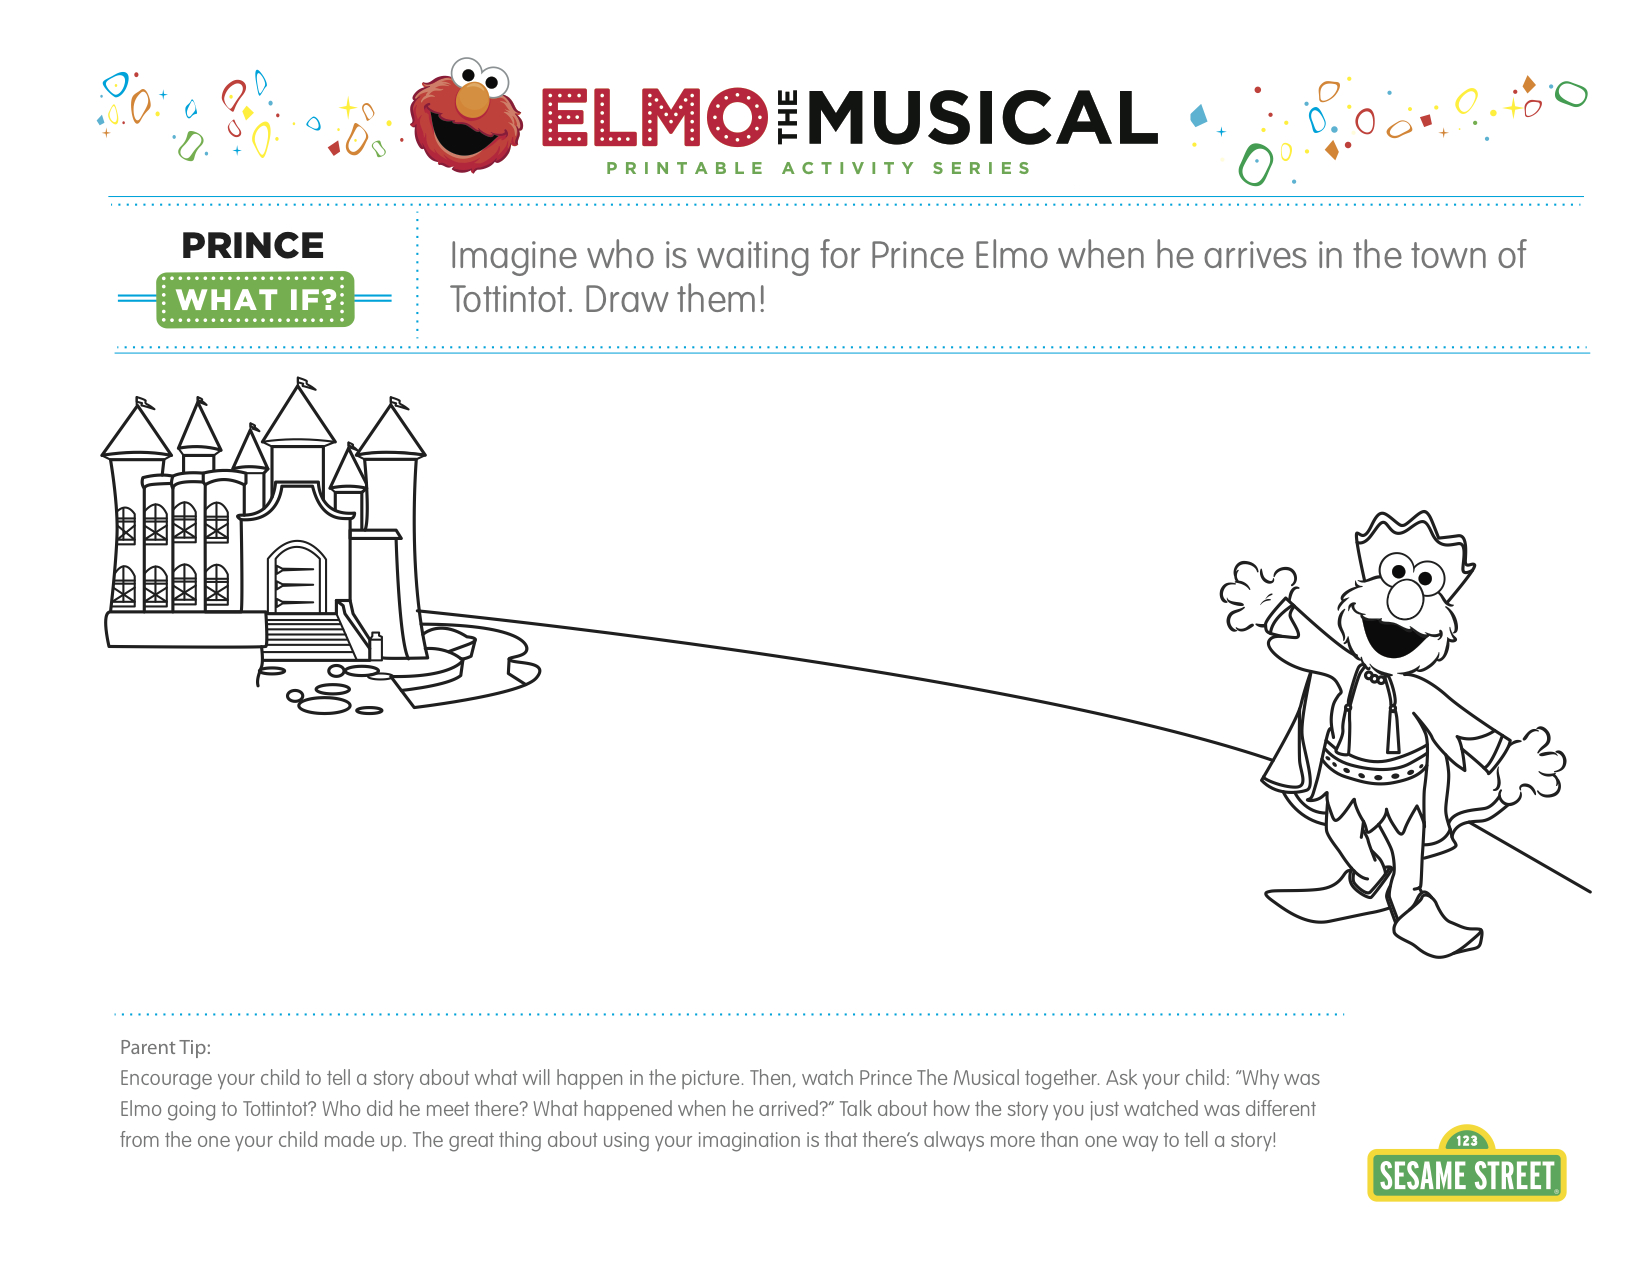 ELMO THE MUSICAL
PRINTABLE ACTIVITY SERIES
PRINCE
WHAT IF?
Imagine who is waiting for Prince Elmo when he arrives in the town of
Tottintot. Draw them!
Parent Tip:
Encourage your child to tell a story about what will happen in the picture. Then, watch Prince The Musical together. Ask your child: “Why was
Elmo going to Tottintot? Who did he meet there? What happened when he arrived?” Talk about how the story you just watched was different
from the one your child made up. The great thing about using your imagination is that there’s always more than one way to tell a story!
123
SESAME STREET®